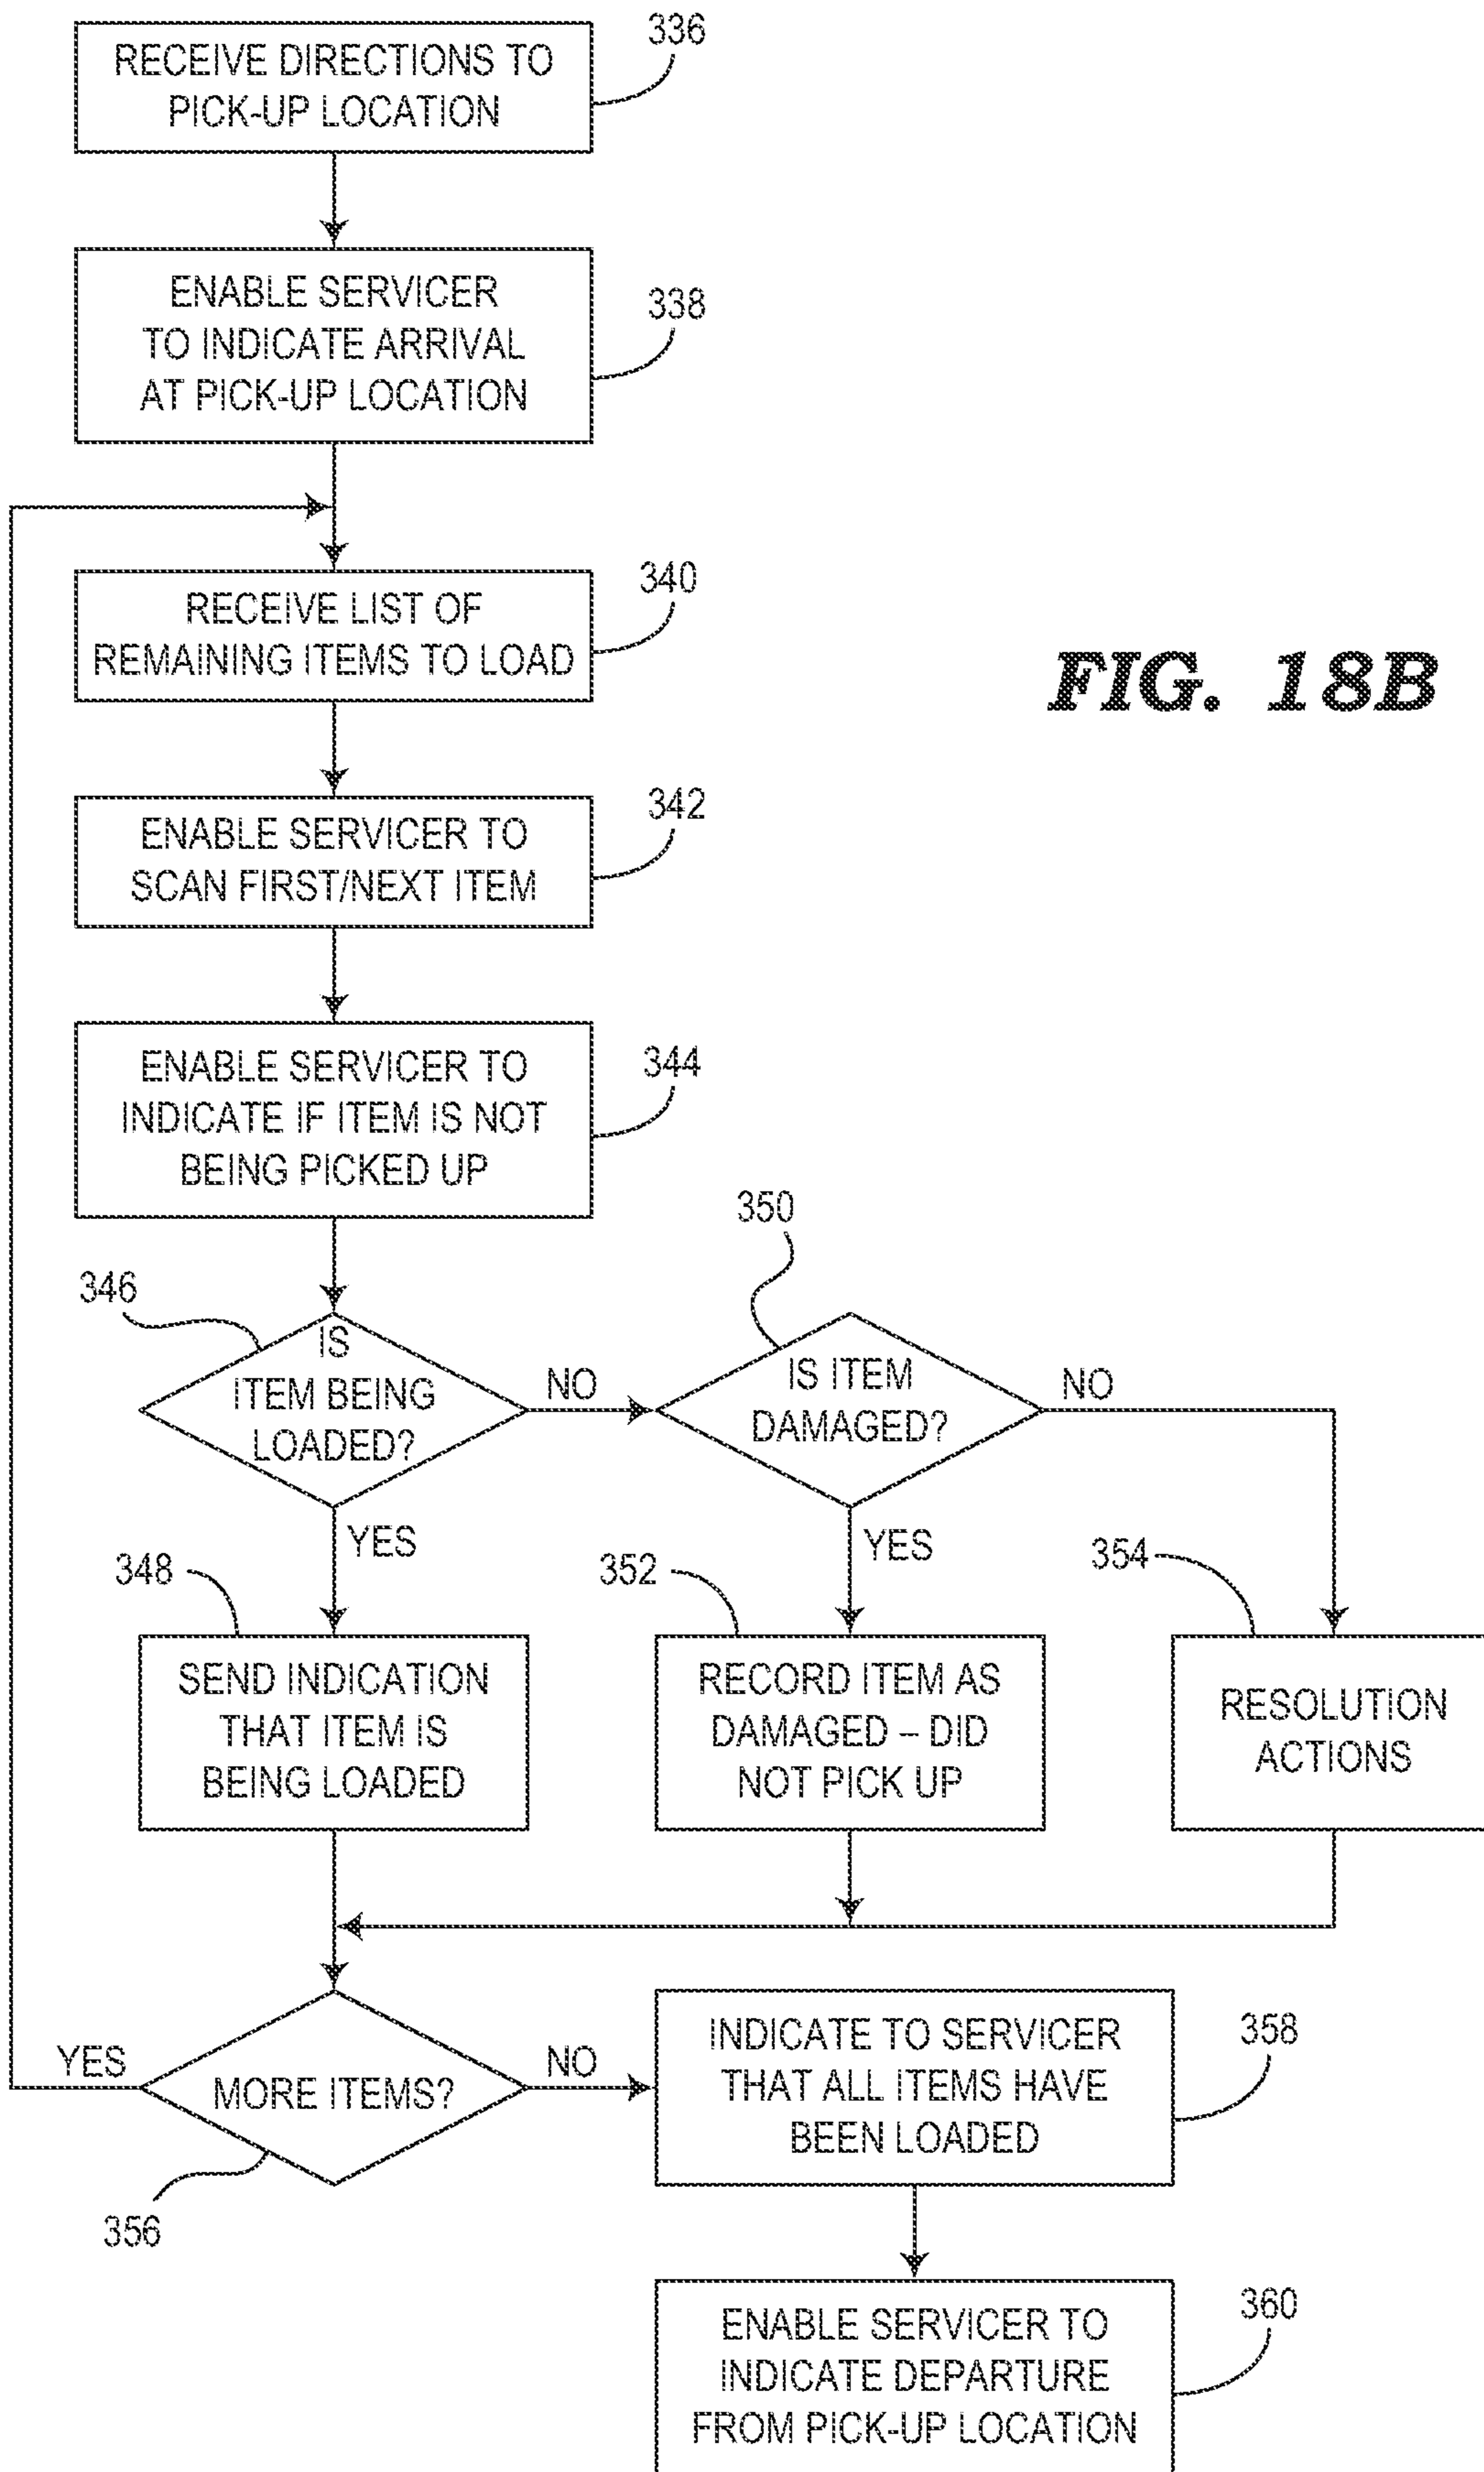 RECEIVE DIRECTIONS TO
PICK-UP LOCATION
336
ENABLE SERVICER
TO INDICATE ARRIVAL
AT PICK-UP LOCATION
338
RECEIVE LIST OF
REMAINING ITEMS TO LOAD
340
FIG. 18B
ENABLE SERVICER TO
SCAN FIRST/NEXT ITEM
342
ENABLE SERVICER TO
INDICATE IF ITEM IS NOT
BEING PICKED UP
344
346
IS
ITEM BEING
LOADED?
NO
YES
350
IS ITEM
DAMAGED?
NO
YES
348
SEND INDICATION
THAT ITEM IS
BEING LOADED
352
RECORD ITEM AS
DAMAGED – DID
NOT PICK UP
354
RESOLUTION
ACTIONS
YES
MORE ITEMS?
NO
356
INDICATE TO SERVICER
THAT ALL ITEMS HAVE
BEEN LOADED
358
ENABLE SERVICER TO
INDICATE DEPARTURE
FROM PICK-UP LOCATION
360